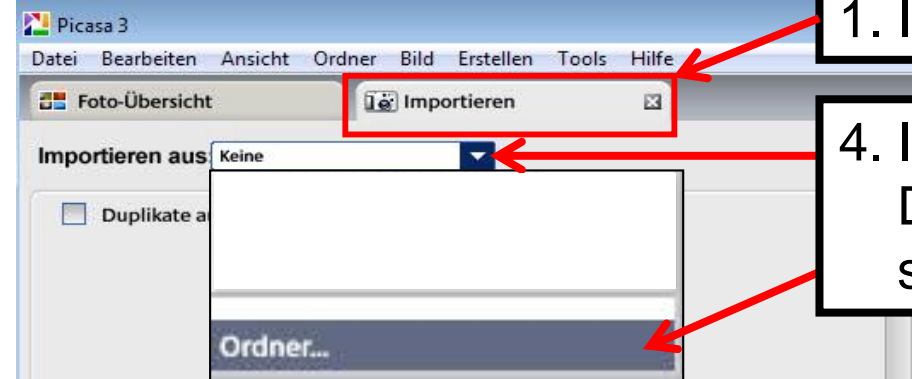 Picasa 3
1.
Datei Bearbeiten Ansicht Ordner Bild Erstellen Tools Hilfe
Foto-Übersicht Importieren
4.
Importieren aus: Keine
Duplikate
Ordner...